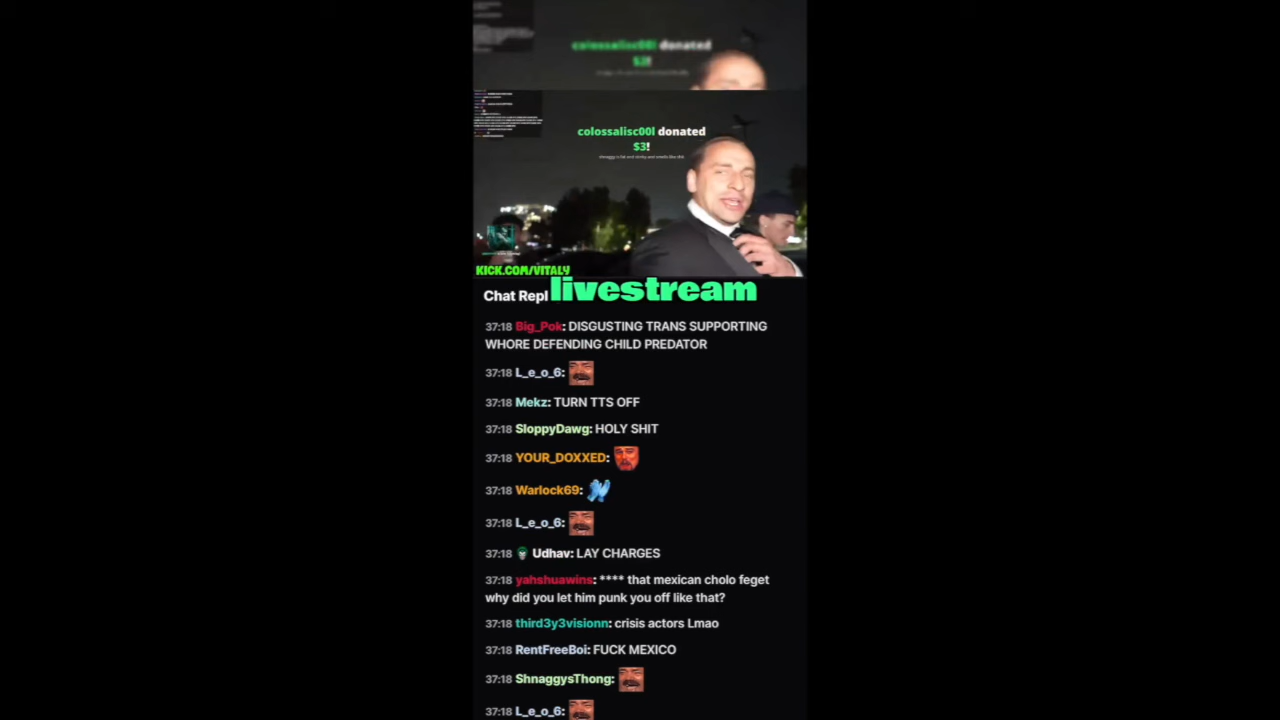 colossalisc00l donated
$3!
colossalisc00l donated
$3!
KICK.COM/VITALY
Chat Repl
livestream
37:18 Big_Pok: DISGUSTING TRANS SUPPORTING
WHORE DEFENDING CHILD PREDATOR
37:18 L_e_o_6:
37:18 Mekz: TURN TTS OFF
37:18 SloppyDawg: HOLY SHIT
37:18 YOUR_DOXXED:
37:18 Warlock69:
37:18 L_e_o_6:
37:18 Udhav: LAY CHARGES
37:18 yahshuawins: **** that mexican cholo feget
why did you let him punk you off like that?
37:18 third3y3visionn: crisis actors Lmao
37:18 RentFreeBoi: FUCK MEXICO
37:18 ShnaggysThong:
37:18 L_e_o_6: